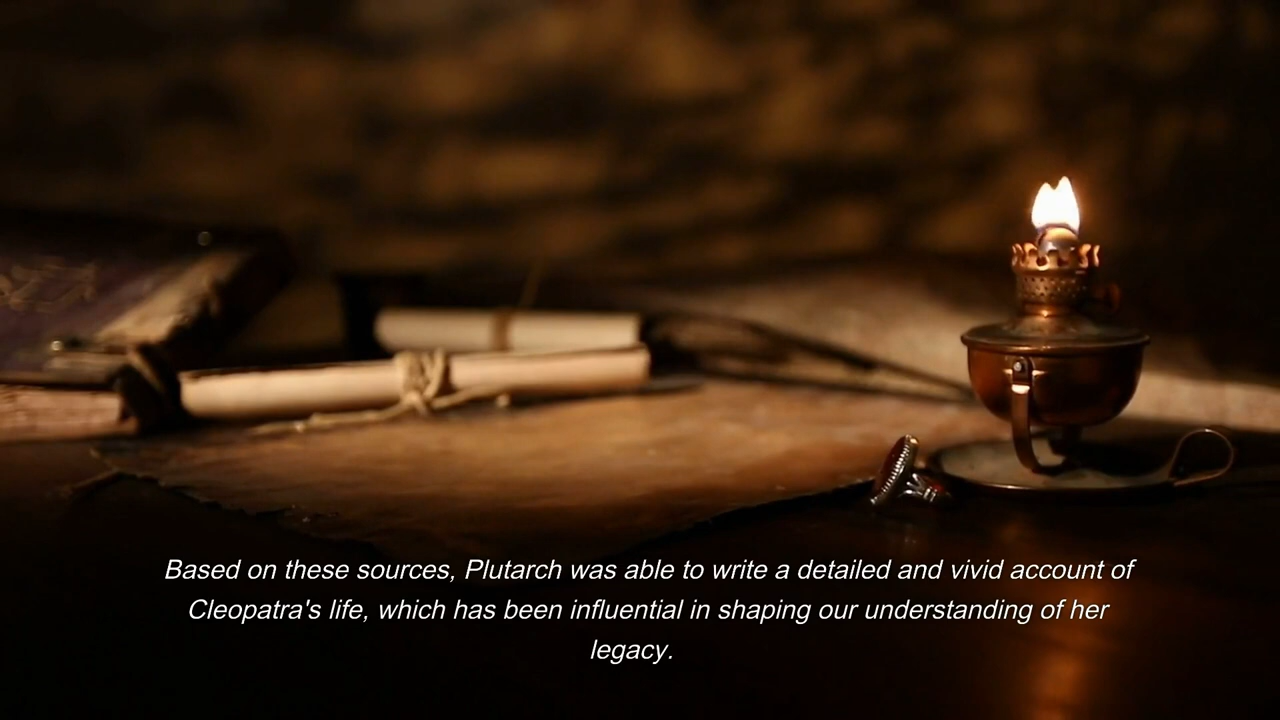 Based on these sources, Plutarch was able to write a detailed and vivid account of
Cleopatra's life, which has been influential in shaping our understanding of her
legacy.